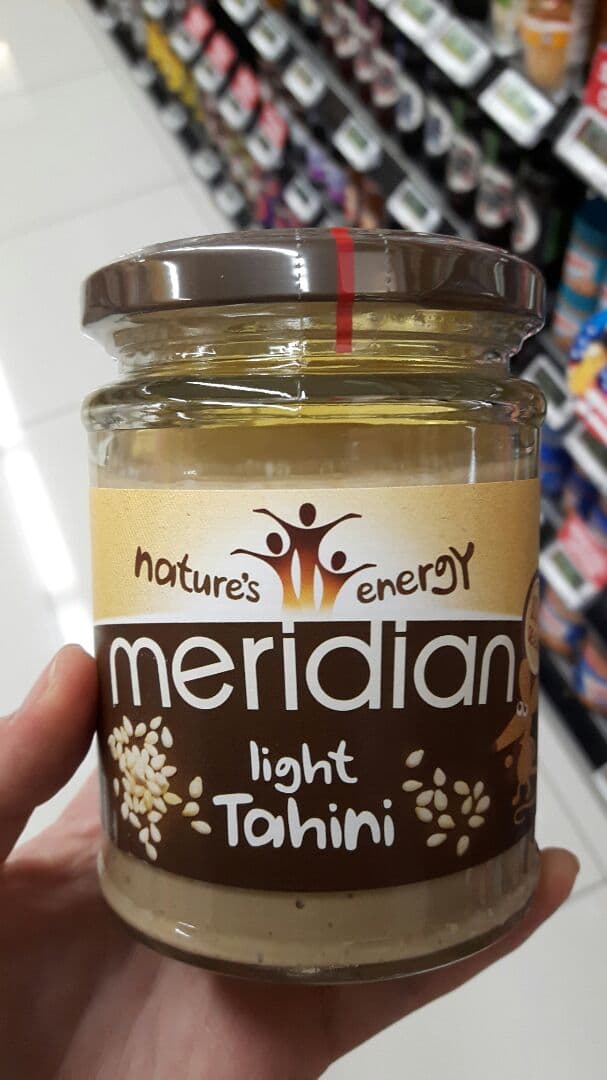 nature's energy
meridian
light
Tahini